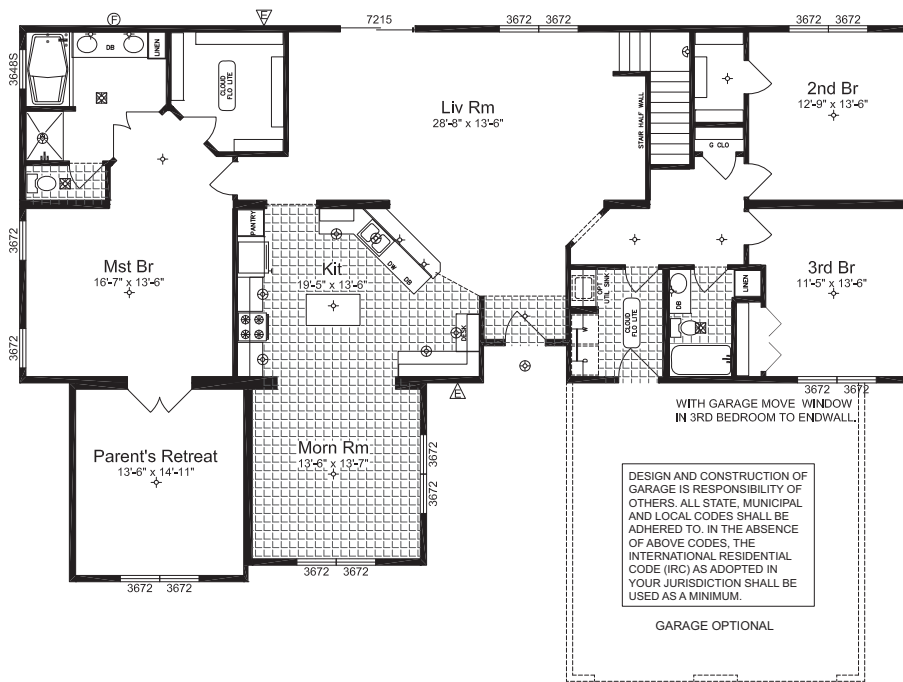 F
E
7215
3672
3672
3672
3672
3648S
DB
LINEN
CLOUD
FLO LITE
Liv Rm
28'-8" x 13'-6"
STAIR HALF WALL
2nd Br
12'-9" x 13'-6"
G CLO
3672
PANTRY
Mst Br
16'-7" x 13'-6"
Kit
19'-5" x 13'-6"
DW
DB
3rd Br
11'-5" x 13'-6"
OPT
UTIL SINK
DB
LINEN
CLOUD
FLO LITE
DESK
W
D
3672
E
3672
3672
WITH GARAGE MOVE WINDOW
IN 3RD BEDROOM TO ENDWALL.
Parent's Retreat
13'-6" x 14'-11"
Morn Rm
13'-6" x 13'-7"
3672
3672
DESIGN AND CONSTRUCTION OF
GARAGE IS RESPONSIBILITY OF
OTHERS. ALL STATE, MUNICIPAL
AND LOCAL CODES SHALL BE
ADHERED TO. IN THE ABSENCE
OF ABOVE CODES, THE
INTERNATIONAL RESIDENTIAL
CODE (IRC) AS ADOPTED IN
YOUR JURISDICTION SHALL BE
USED AS A MINIMUM.
GARAGE OPTIONAL
3672
3672
3672
3672